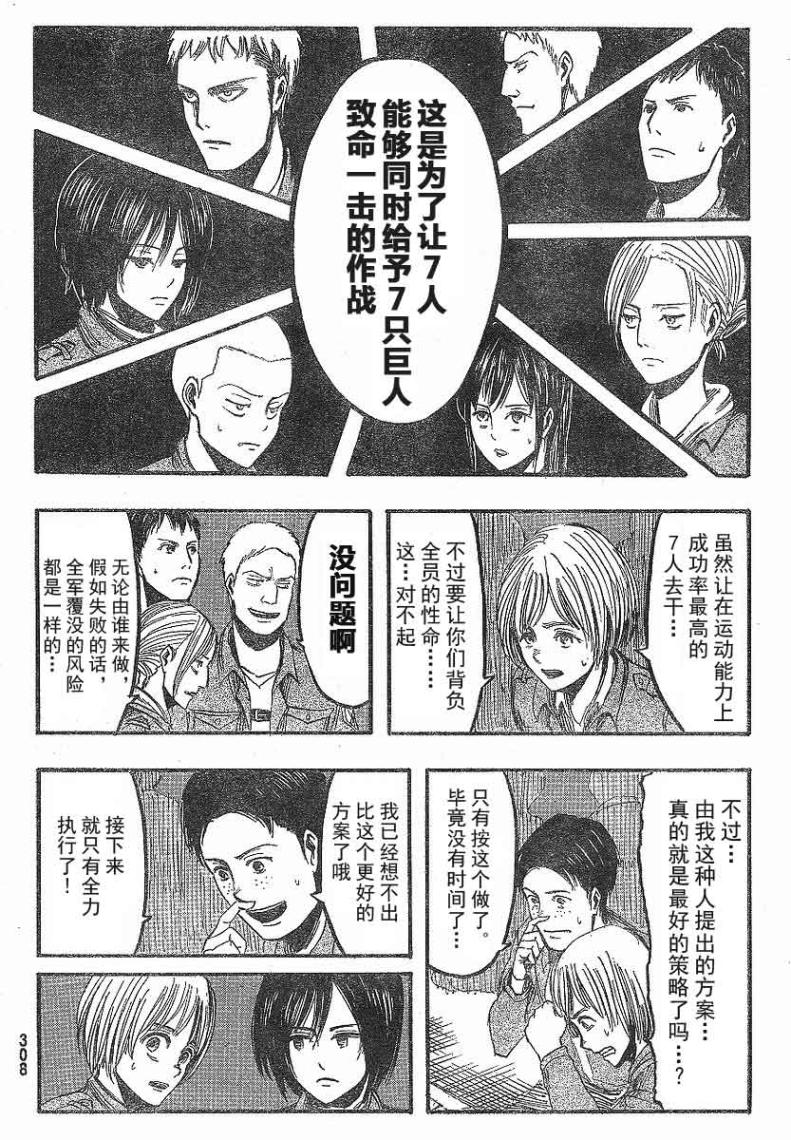 这是为了让7人
能够同时给予7只巨人
致命一击的作战
虽然让在运动能力上
成功率最高的
7人去干…
不过要让你们背负
全员的性命……
这…对不起
没问题啊
无论由谁来做，
假如失败的话，
全军覆没的风险
都是一样的…
不过…
由我这种人提出的方案…
真的就是最好的策略了吗…？
只有按这个做了。
毕竟没有时间了…
我已经想不出
比这个更好的
方案了哦
接下来
就只有全力
执行了！
308